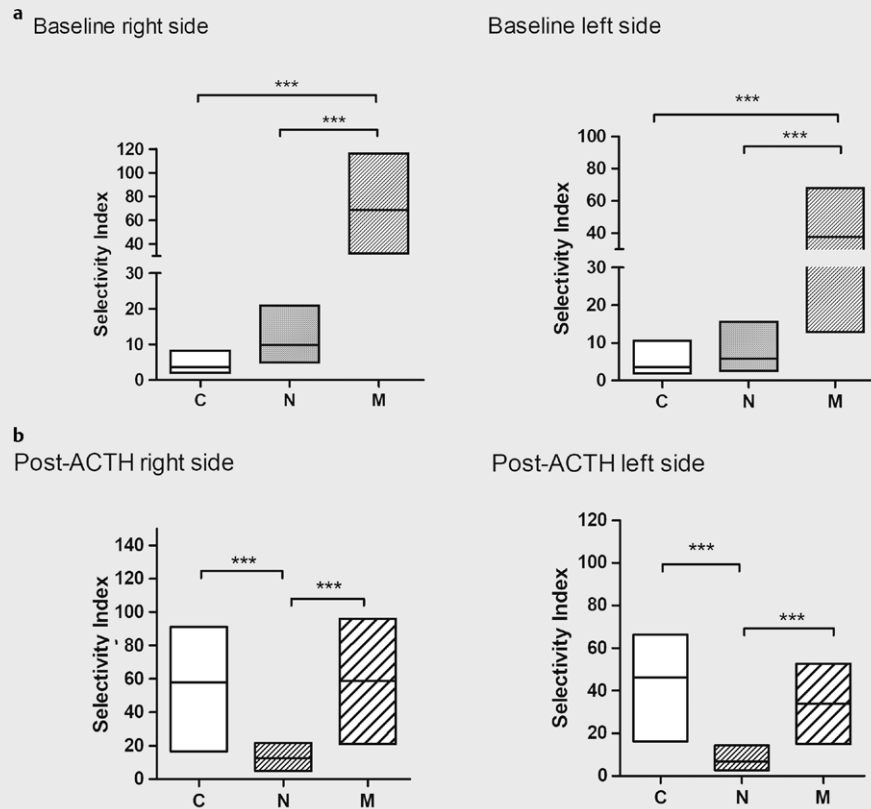 a
Baseline right side
Baseline left side
***
***
Selectivity Index
120
100
80
60
40
30
20
10
0
C N M
***
***
Selectivity Index
100
80
60
40
30
20
10
0
C N M
b
Post-ACTH right side
Post-ACTH left side
***
***
Selectivity Index
140
120
100
80
60
40
20
0
C N M
***
***
Selectivity Index
120
100
80
60
40
20
0
C N M